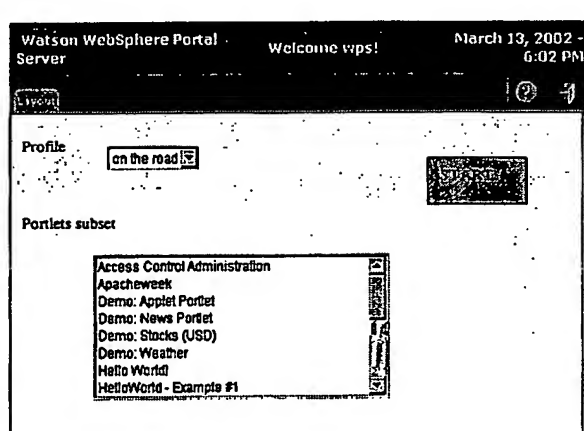 Watson WebSphere Portal Server
Welcome wps!
March 13, 2002 - 6:02 PM
Layout
Profile
on the road
Portlets subset
Access Control Administration
Apacheweek
Demo: Applet Portlet
Demo: News Portlet
Demo: Stocks (USD)
Demo: Weather
Hello World!
HelloWorld - Example #1